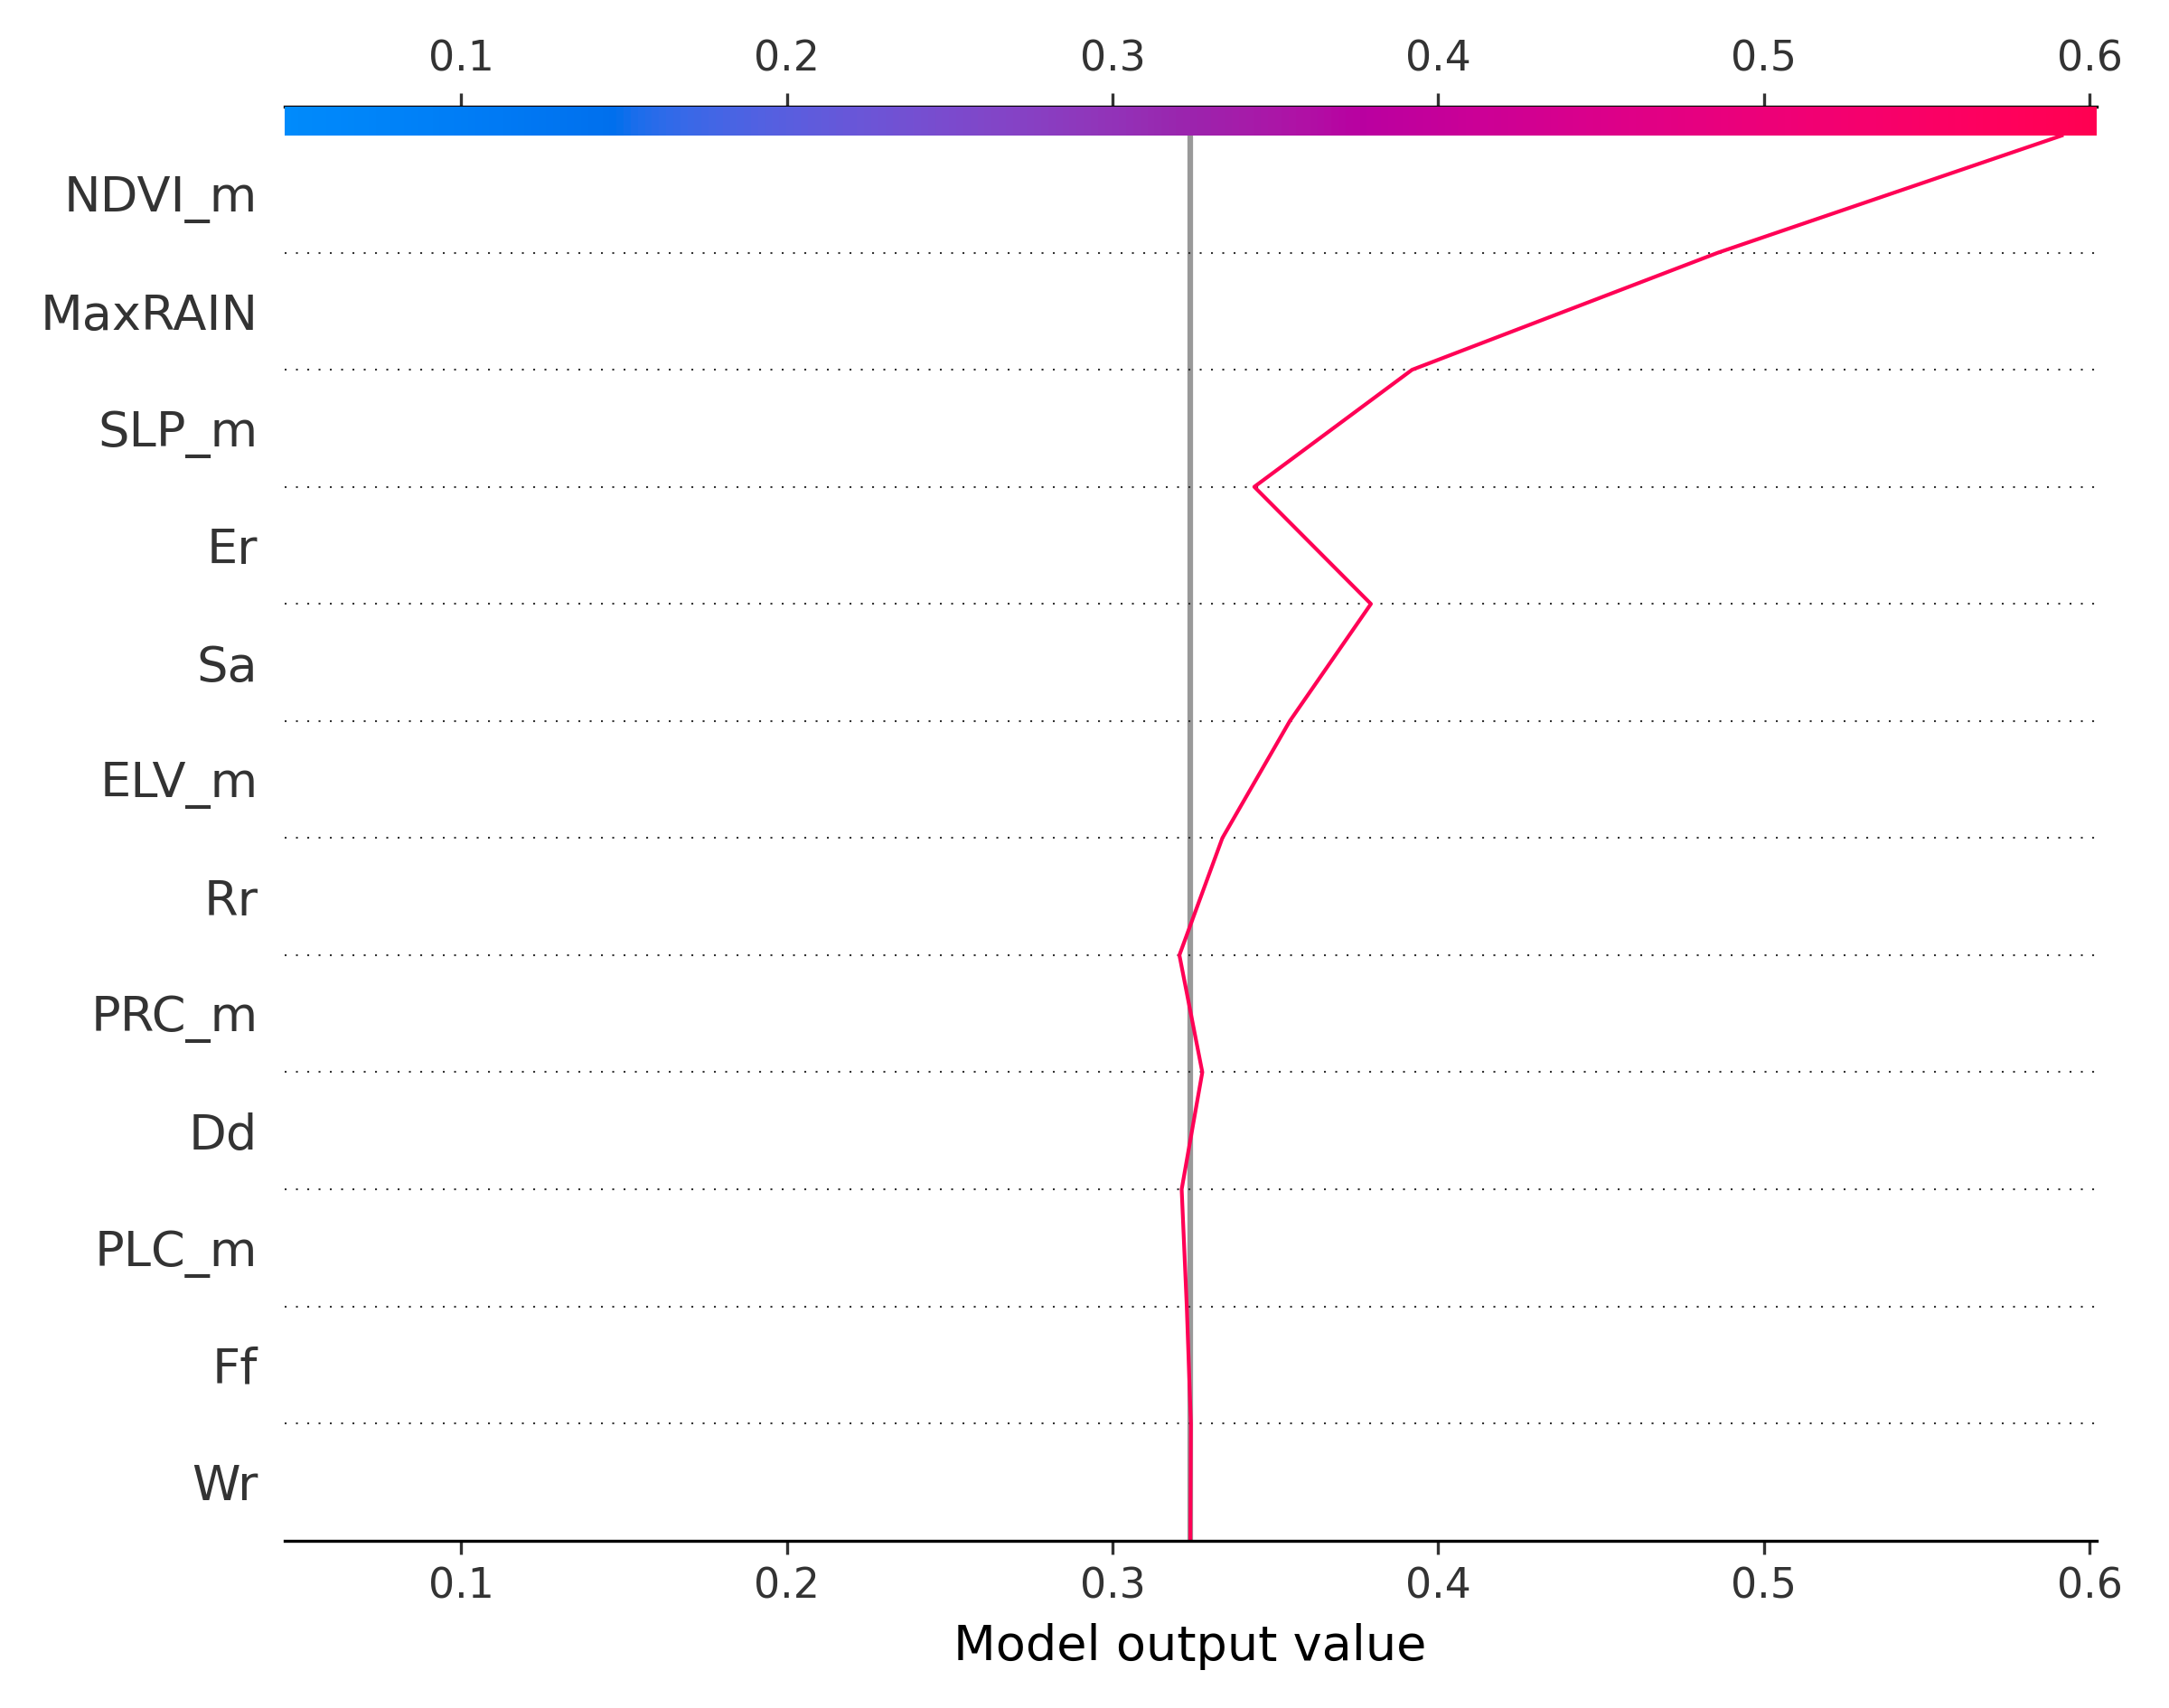 0.1 0.2 0.3 0.4 0.5 0.6
NDVI_m
MaxRAIN
SLP_m
Er
Sa
ELV_m
Rr
PRC_m
Dd
PLC_m
Ff
Wr
0.1 0.2 0.3 0.4 0.5 0.6
Model output value